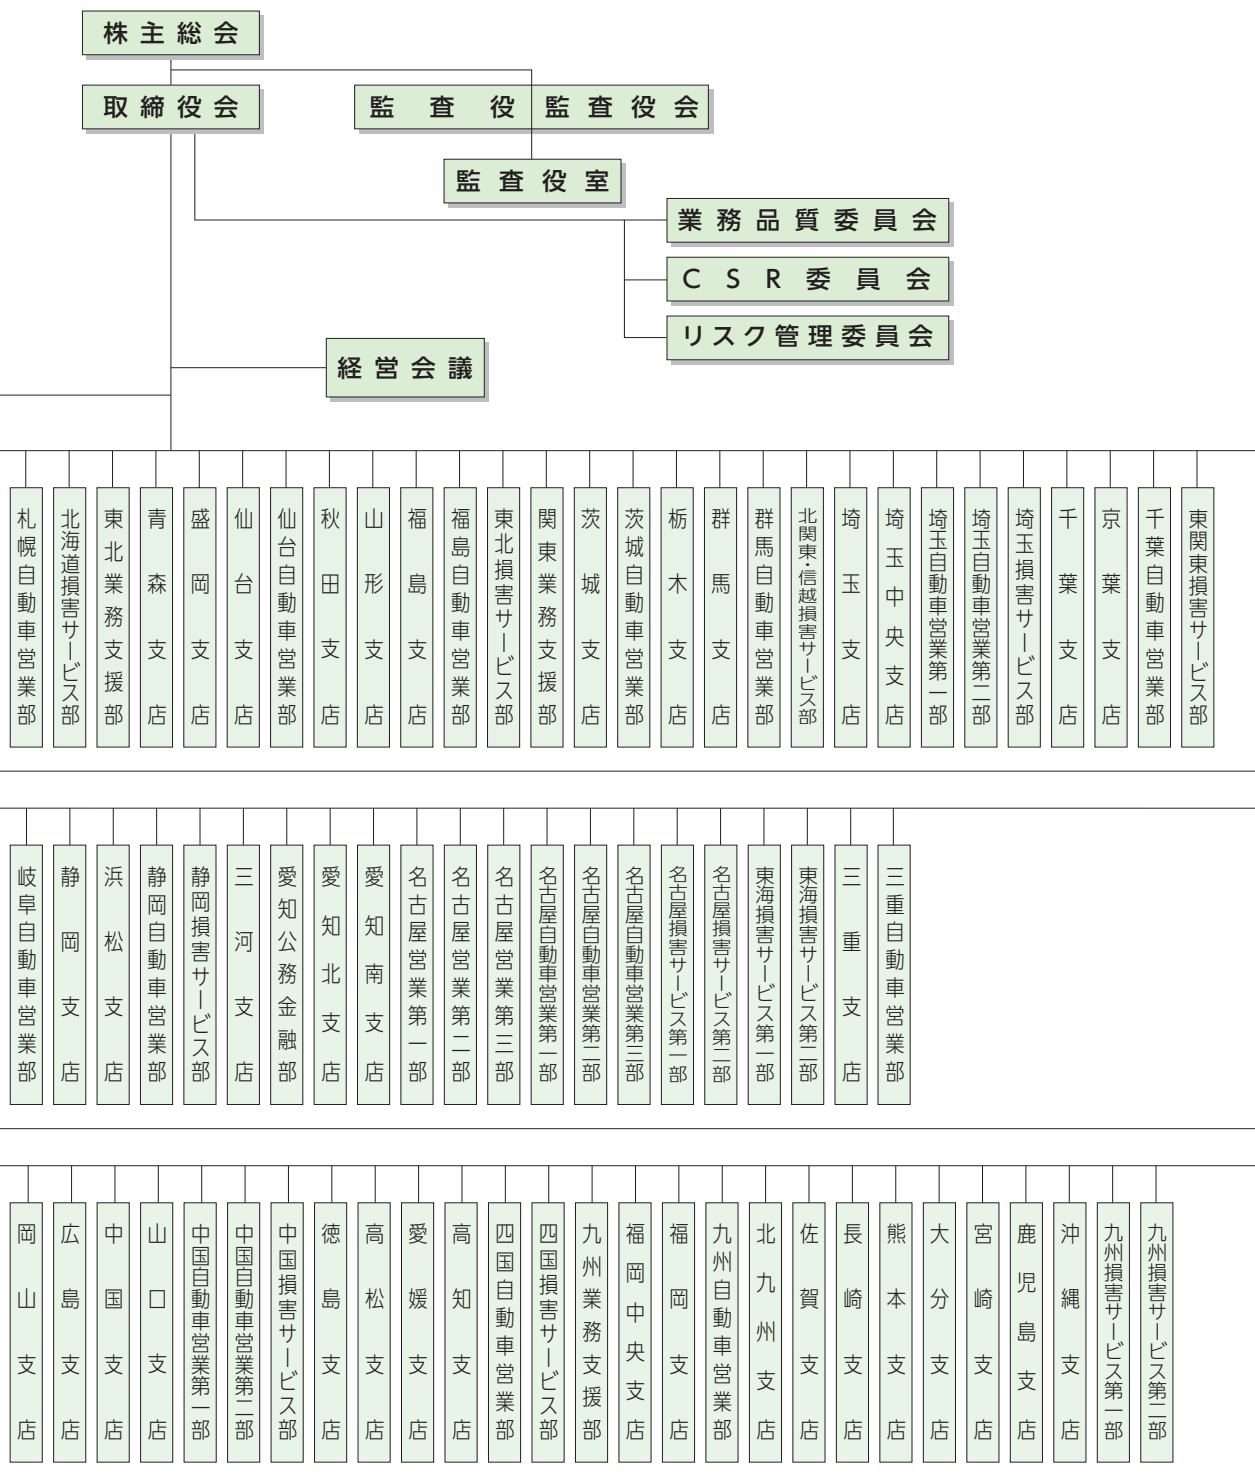 株主総会
取締役会
監査役
監査役会
監査役室
業務品質委員会
CSR委員会
リスク管理委員会
経営会議
札幌自動車営業部
北海道損害サービス部
東北業務支援部
青森支店
盛岡支店
仙台支店
仙台自動車営業部
秋田支店
山形支店
福島支店
福島自動車営業部
東北損害サービス部
関東業務支援部
茨城支店
茨城自動車営業部
栃木支店
群馬支店
群馬自動車営業部
北関東・信越損害サービス部
埼玉支店
埼玉中央支店
埼玉自動車営業第一部
埼玉自動車営業第二部
埼玉損害サービス部
千葉支店
京葉支店
千葉自動車営業部
東関東損害サービス部
岐阜自動車営業部
静岡支店
浜松支店
静岡自動車営業部
静岡損害サービス部
三河支店
愛知公務金融部
愛知北支店
愛知南支店
名古屋営業第一部
名古屋営業第二部
名古屋営業第三部
名古屋自動車営業第一部
名古屋自動車営業第二部
名古屋自動車営業第三部
名古屋損害サービス第一部
名古屋損害サービス第二部
東海損害サービス第一部
東海損害サービス第二部
三重支店
三重自動車営業部
岡山支店
広島支店
中国支店
山口支店
中国自動車営業第一部
中国自動車営業第二部
中国損害サービス部
徳島支店
高松支店
愛媛支店
高知支店
四国自動車営業部
四国損害サービス部
九州業務支援部
福岡中央支店
福岡支店
九州自動車営業部
北九州支店
佐賀支店
長崎支店
熊本支店
大分支店
宮崎支店
鹿児島支店
沖縄支店
九州損害サービス第一部
九州損害サービス第二部